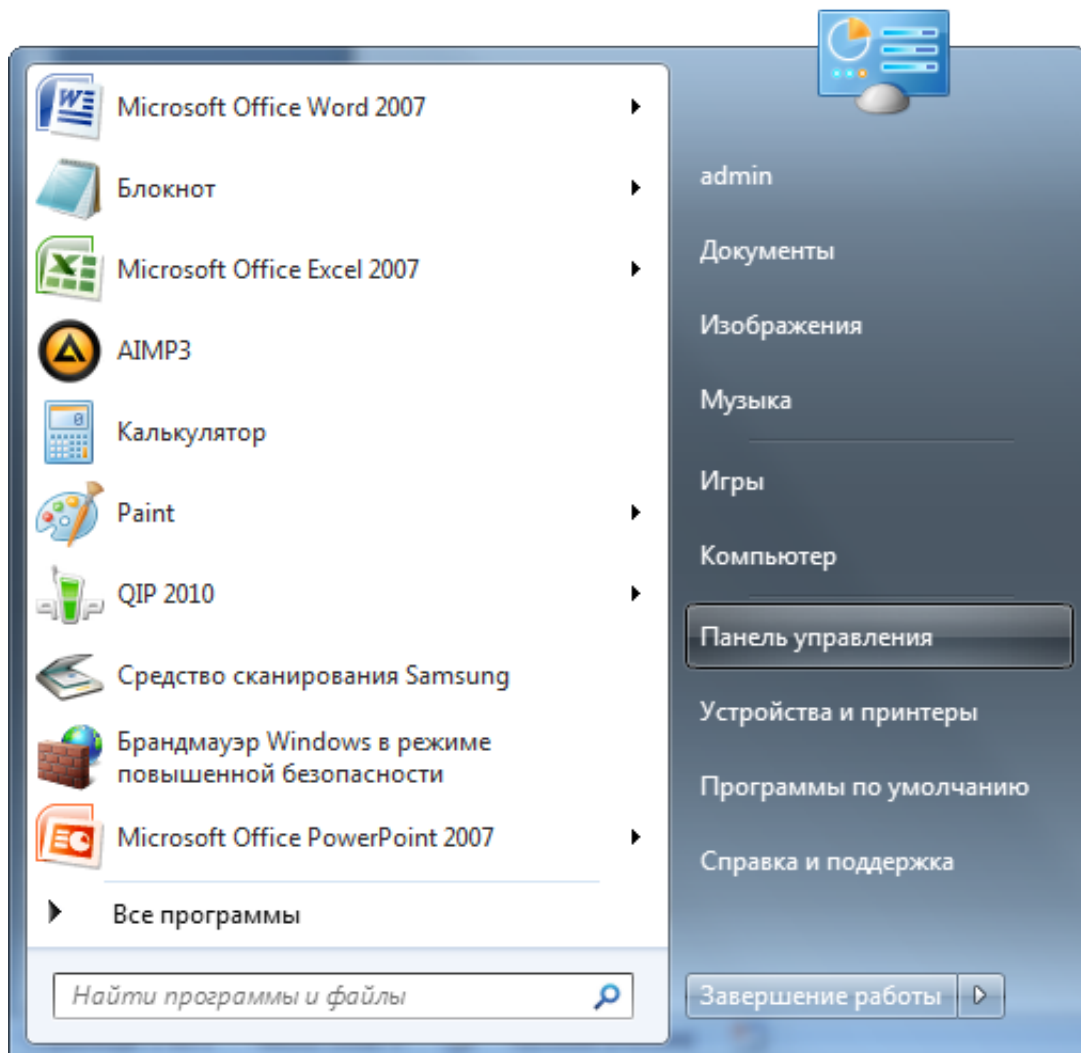 Microsoft Office Word 2007
Блокнот
Microsoft Office Excel 2007
AIMP3
Калькулятор
Paint
QIP 2010
Средство сканирования Samsung
Брандмауэр Windows в режиме
повышенной безопасности
Microsoft Office PowerPoint 2007
Все программы
Найти программы и файлы
admin
Документы
Изображения
Музыка
Игры
Компьютер
Панель управления
Устройства и принтеры
Программы по умолчанию
Справка и поддержка
Завершение работы